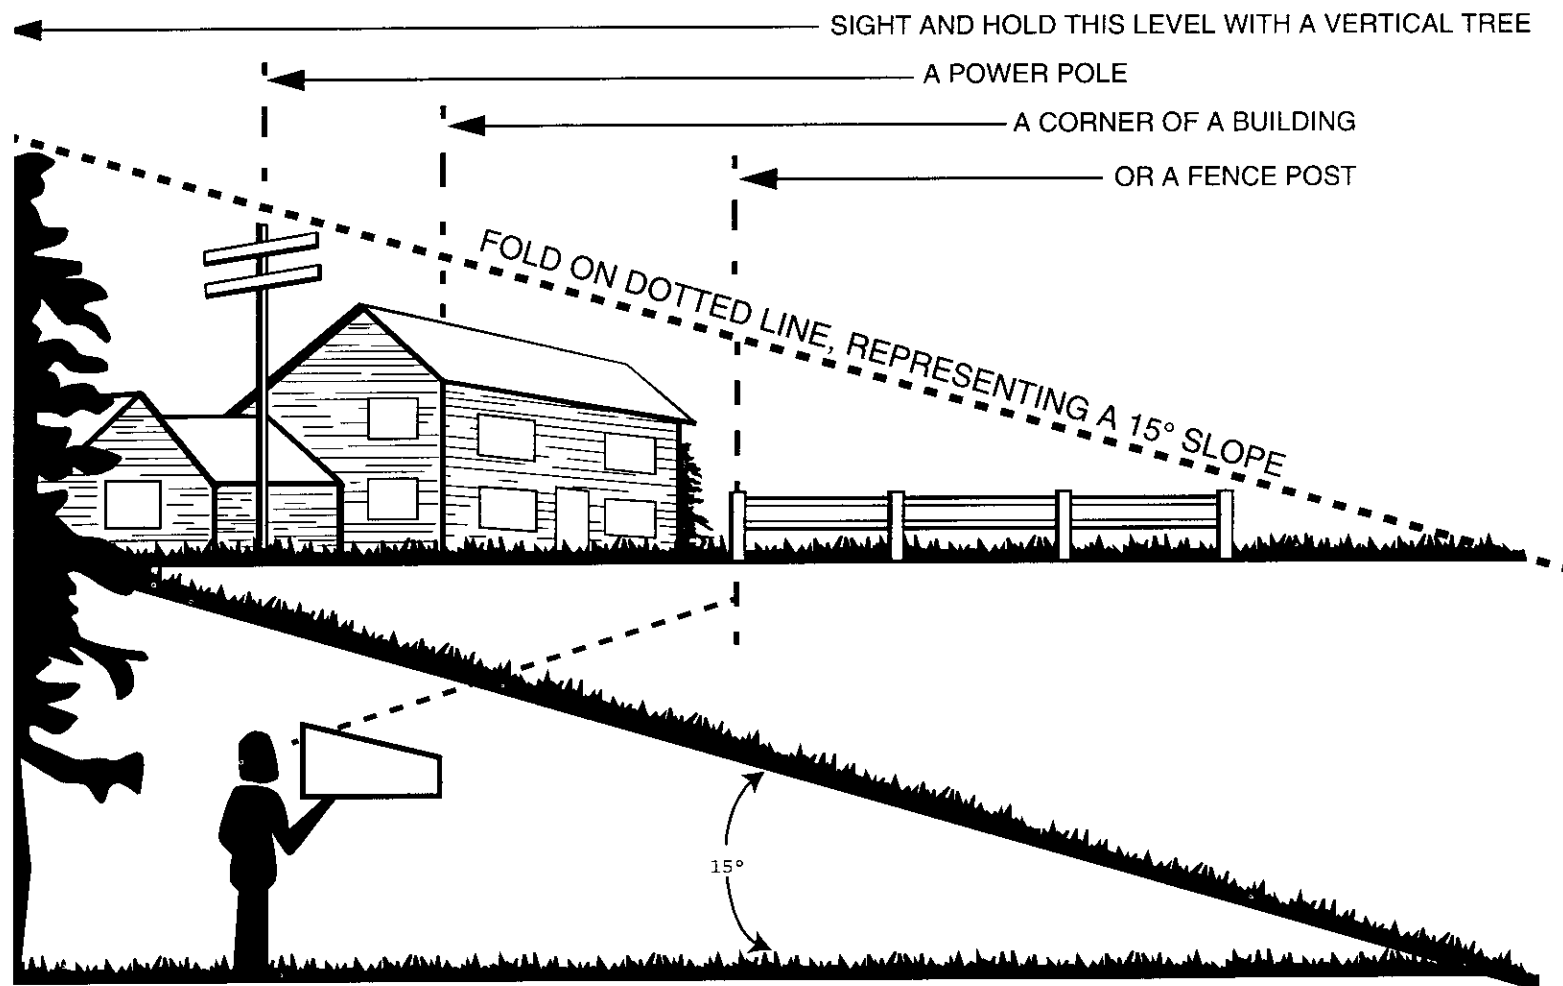 SIGHT AND HOLD THIS LEVEL WITH A VERTICAL TREE
A POWER POLE
A CORNER OF A BUILDING
OR A FENCE POST
FOLD ON DOTTED LINE, REPRESENTING A 15° SLOPE
15°